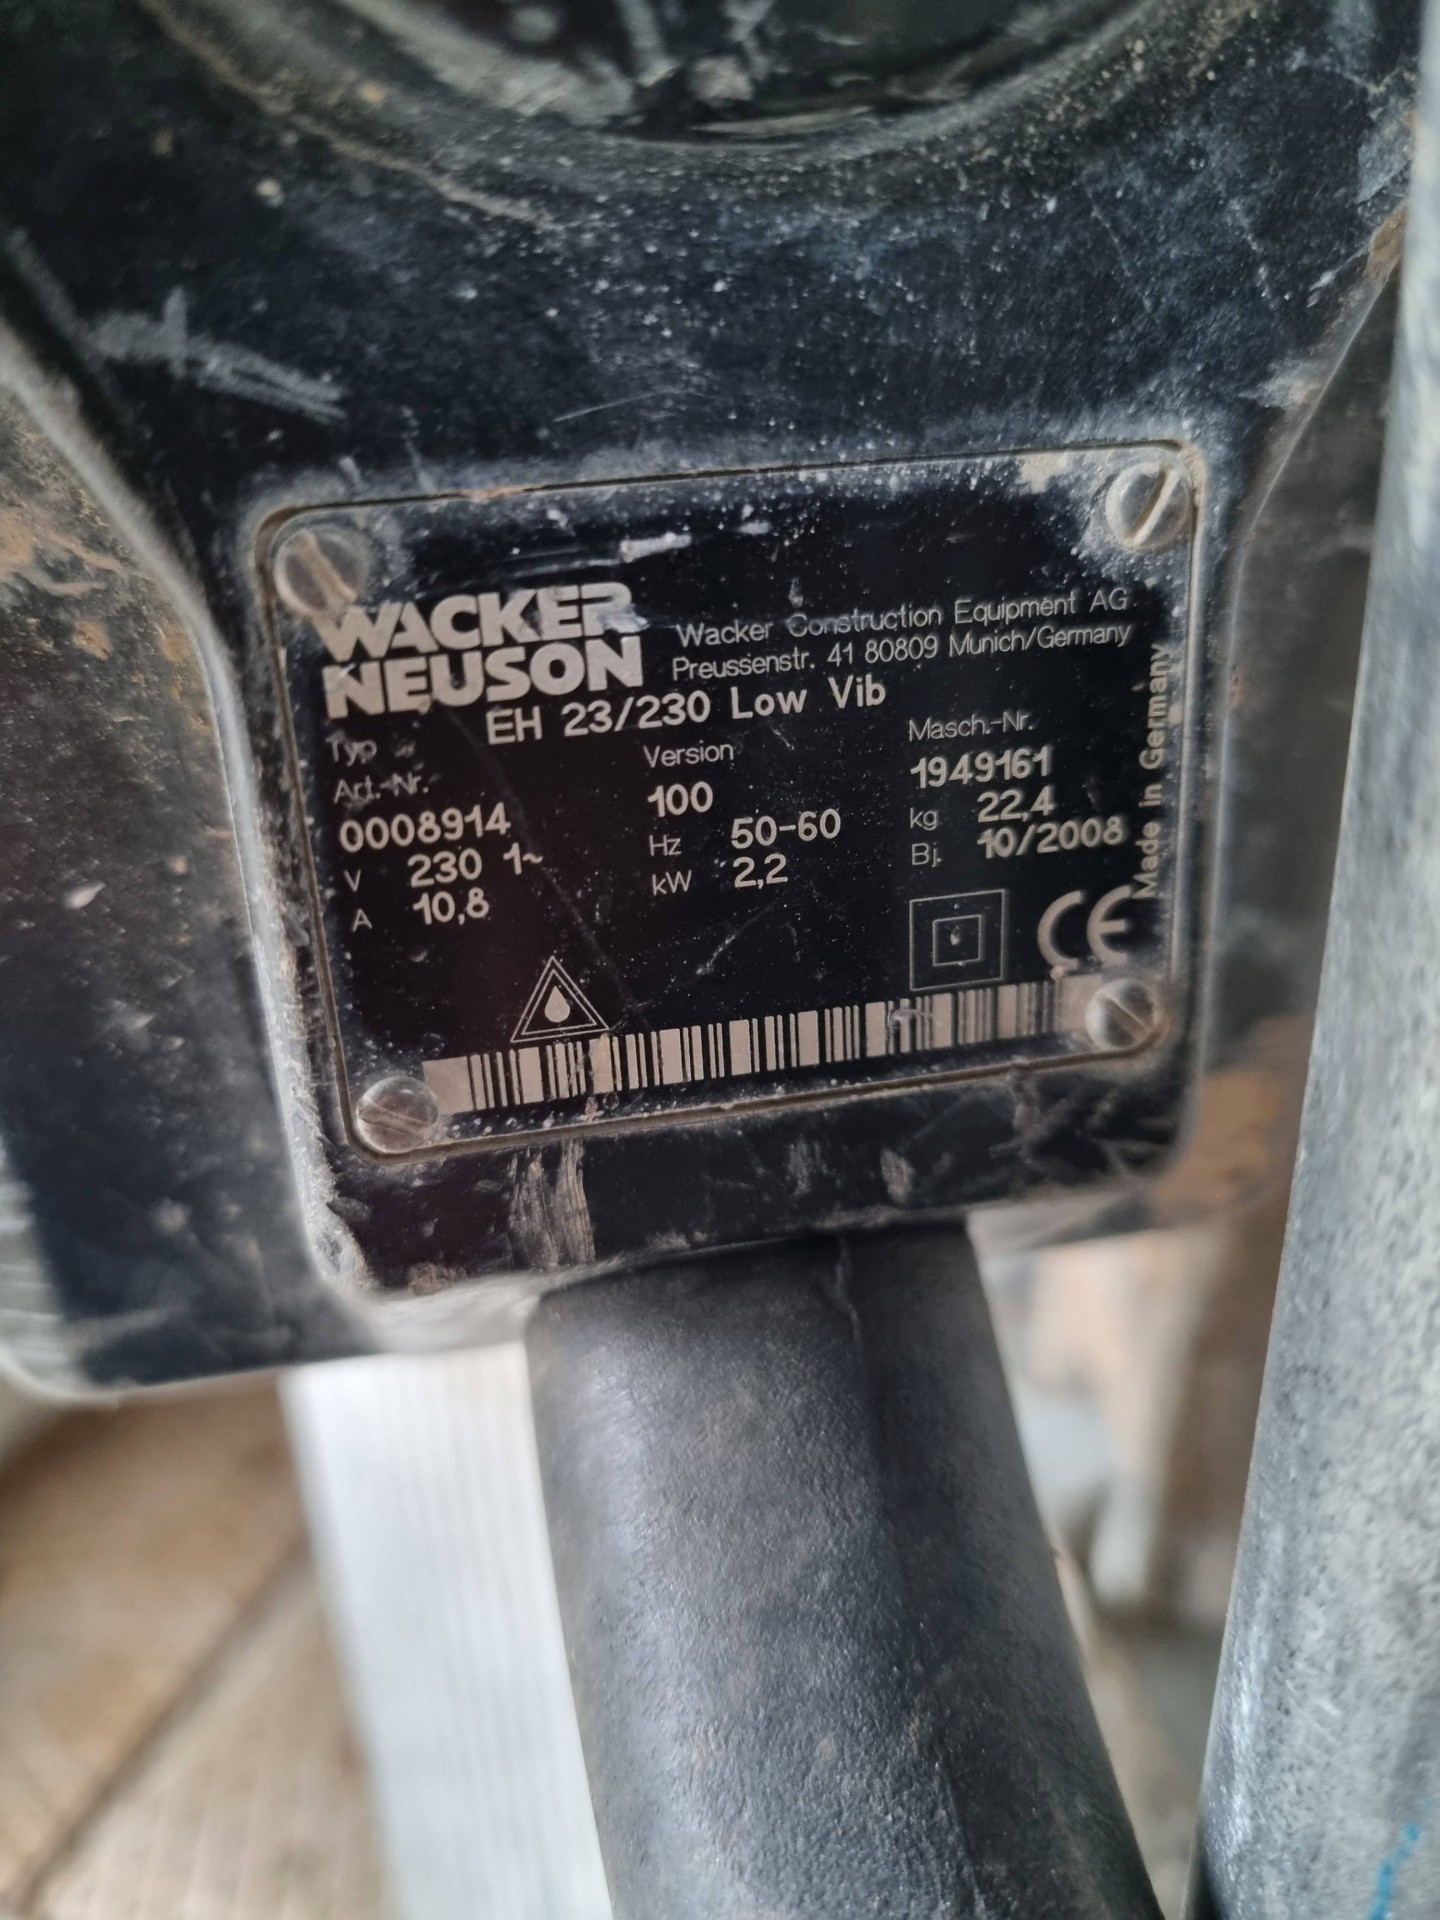 WACKER
NEUSON
Wacker Construction Equipment AG
Preussenstr. 41 80809 Munich/Germany
Typ EH 23/230 Low Vib
Art.-Nr. Version Masch.-Nr.
0008914 100 1949161
V 230 1~ Hz 50-60 kg 22,4
A 10,8 kW 2,2 Bj. 10/2008
CE
Made in Germany